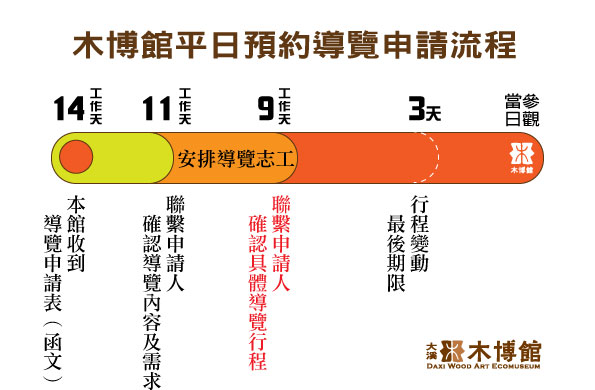 木博館平日預約導覽申請流程
14工作天
11工作天
9工作天
3天
參觀
當日
安排導覽志工
木博館
本館收到
導覽申請表（函文）
聯繫申請人
確認導覽內容及需求
聯繫申請人
確認具體導覽行程
行程變動
最後期限
大溪 木博館
DAXI WOOD ART ECOMUSEUM